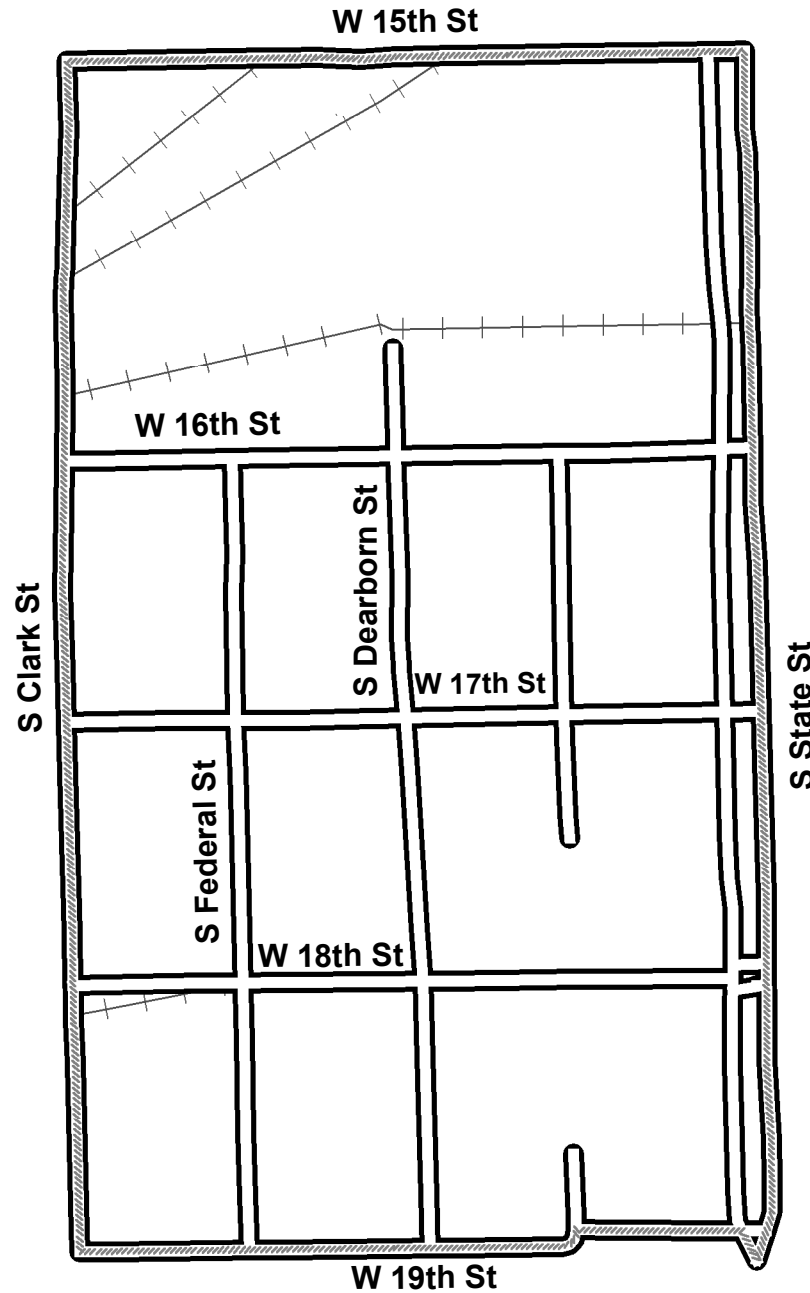 W 15th St
W 16th St
S Dearborn St
S Clark St
W 17th St
S State St
S Federal St
W 18th St
W 19th St